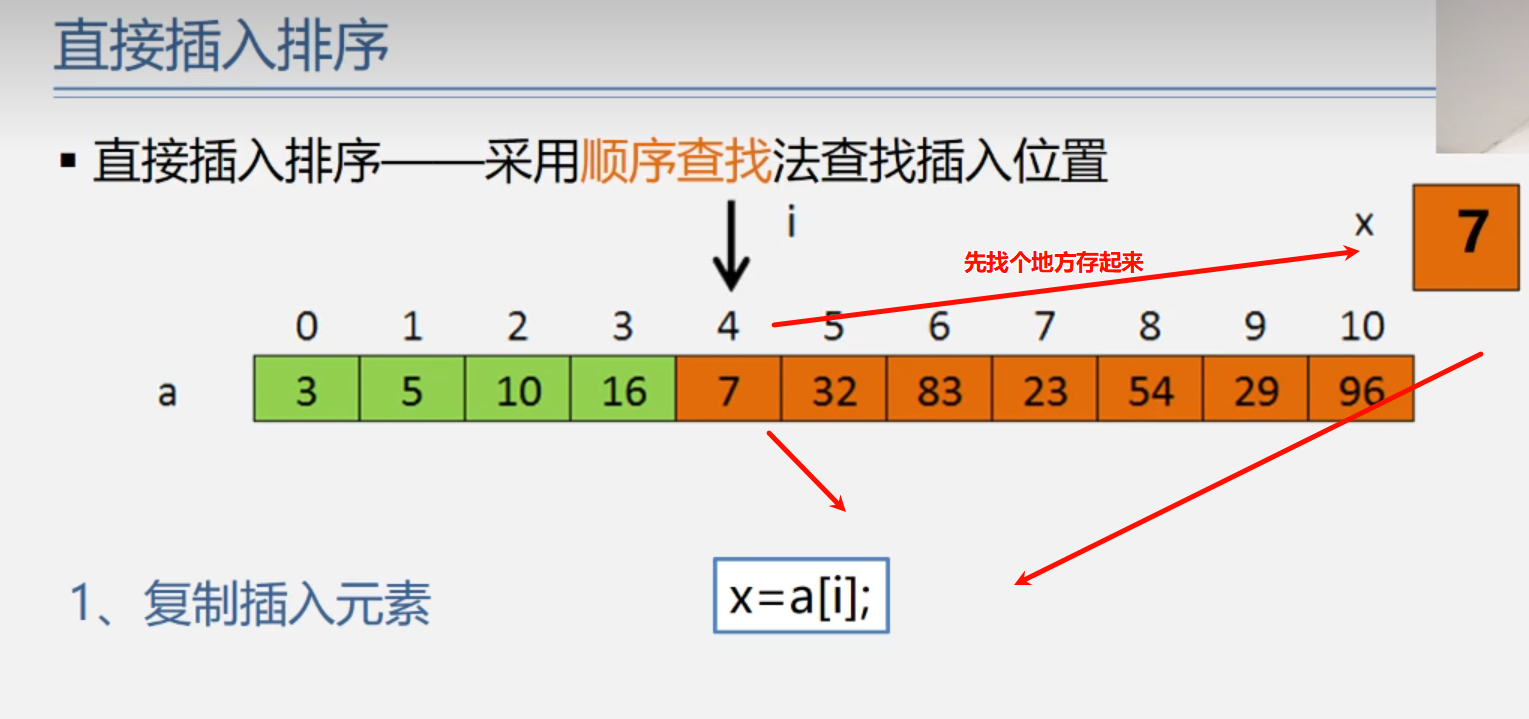 直接插入排序
▪ 直接插入排序——采用顺序查找法查找插入位置
i
x
7
先找个地方存起来
0 1 2 3 4 5 6 7 8 9 10
a 3 5 10 16 7 32 83 23 54 29 96
1、复制插入元素
x=a[i];